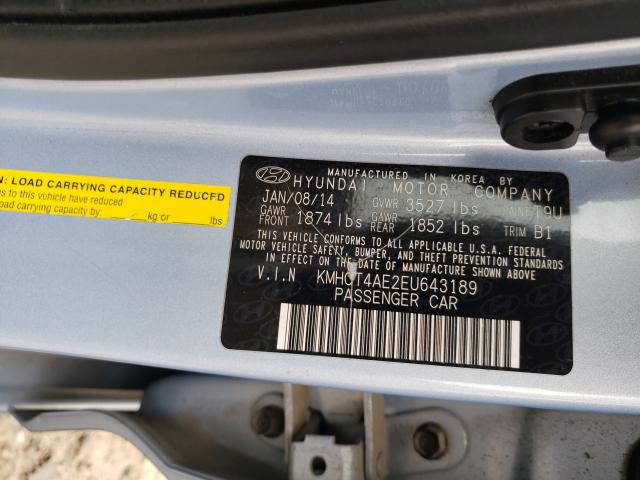 N: LOAD CARRYING CAPACITY REDUCED
s to this vehicle have reduced
oad carrying capacity by kg or lbs
MANUFACTURED IN KOREA BY
HYUNDAI MOTOR COMPANY
JAN/08/14 GVWR 3527 lbs PAINT T9U
GAWR FRONT 1874 lbs GAWR REAR 1852 lbs TRIM B1
THIS VEHICLE CONFORMS TO ALL APPLICABLE U.S.A. FEDERAL
MOTOR VEHICLE SAFETY, BUMPER, AND THEFT PREVENTION STANDARDS
IN EFFECT ON THE DATE OF MANUFACTURE SHOWN ABOVE.
V.I.N KMHCT4AE2EU643189
PASSENGER CAR